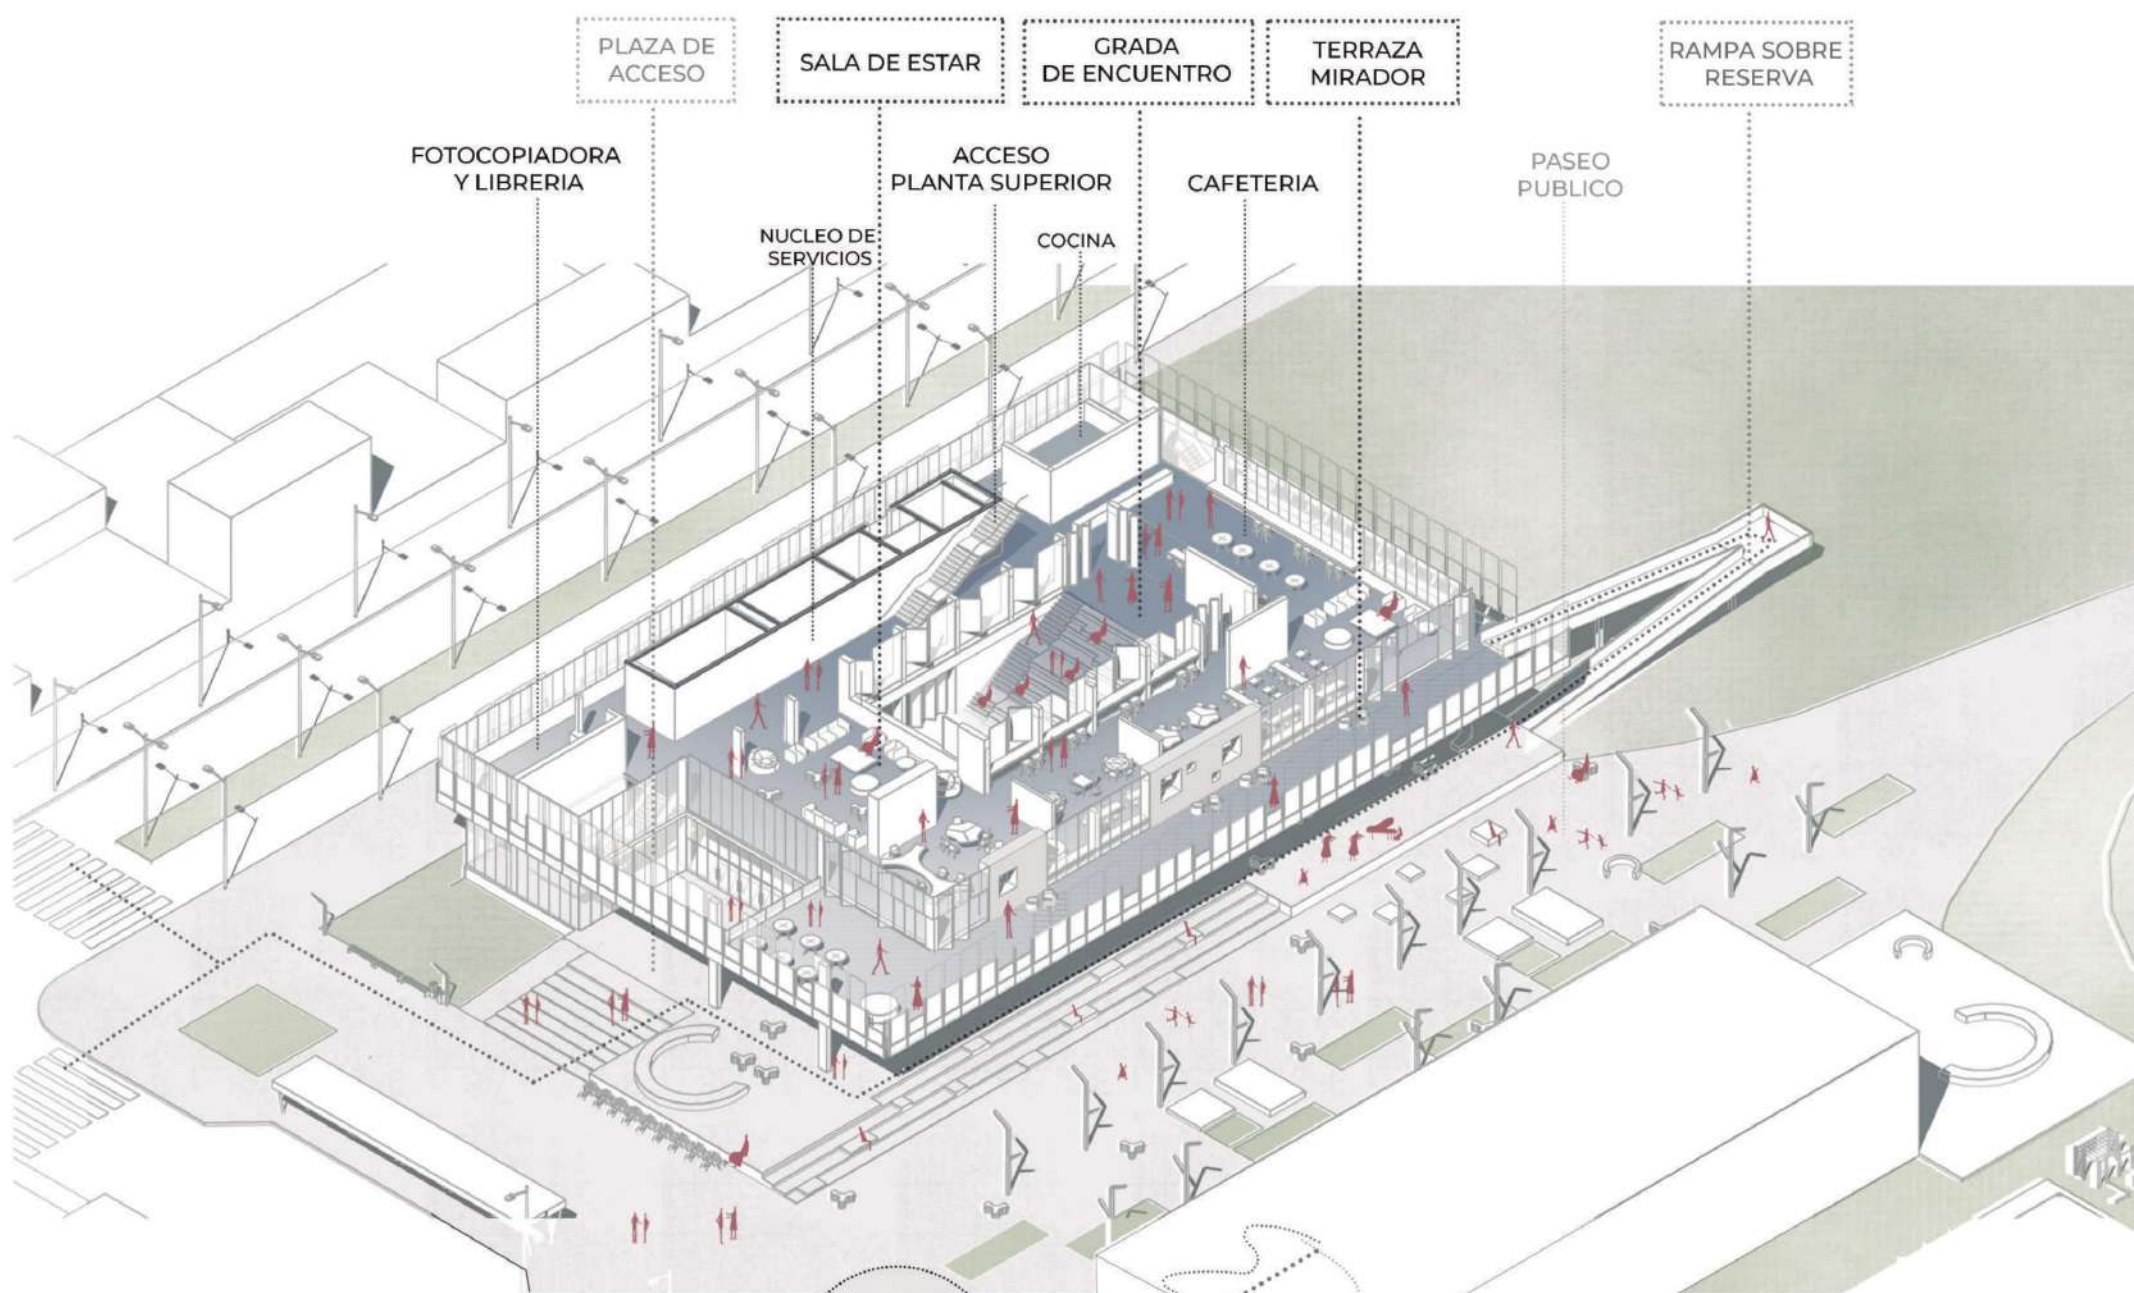 PLAZA DE
ACCESO
SALA DE ESTAR
GRADA
DE ENCUENTRO
TERRAZA
MIRADOR
RAMPA SOBRE
RESERVA
FOTOCOPIADORA
Y LIBRERIA
ACCESO
PLANTA SUPERIOR
CAFETERIA
PASEO
PUBLICO
NUCLEO DE
SERVICIOS
COCINA